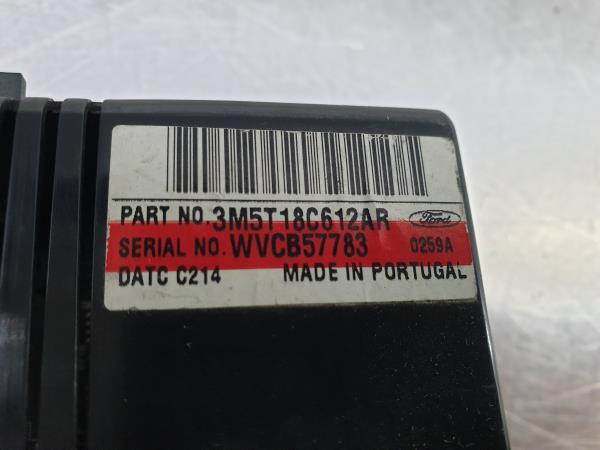 PART NO. 3M5T18C612AR Ford
SERIAL NO. WVCB57783 0259A
DATC C214 MADE IN PORTUGAL